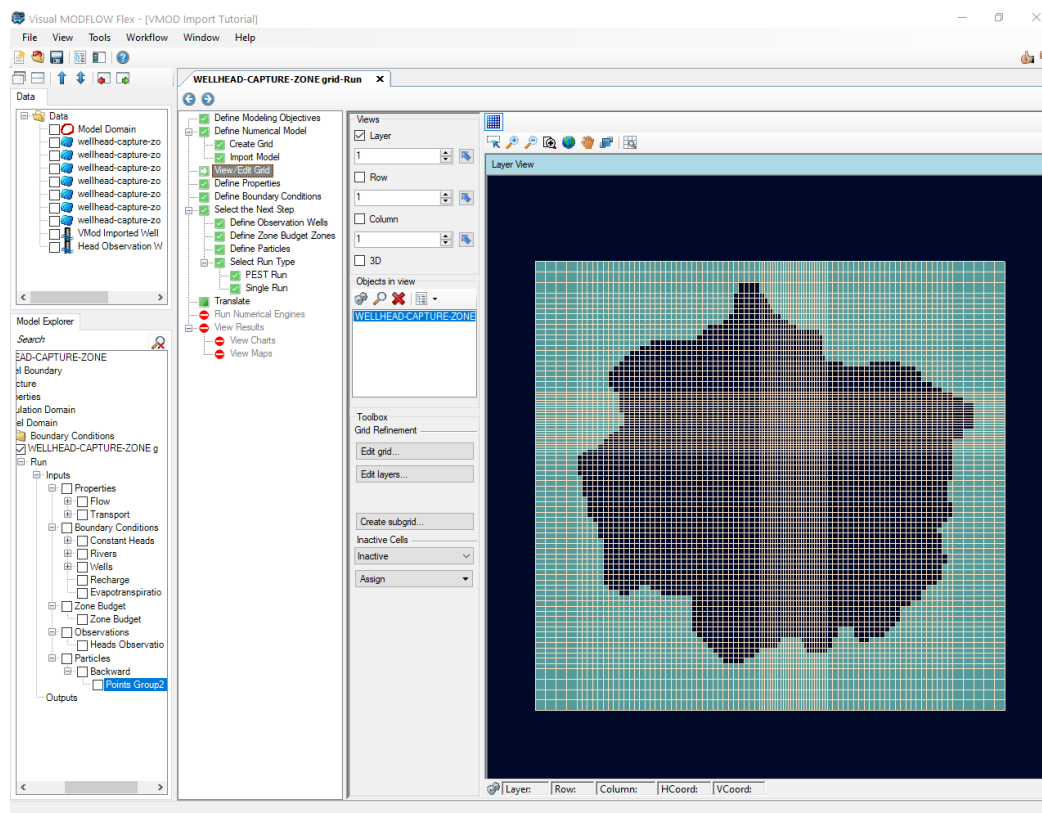 Visual MODFLOW Flex - [VMOD Import Tutorial]
File View Tools Workflow Window Help
WELLHEAD-CAPTURE-ZONE grid-Run X
Data
Data
Model Domain
wellhead-capture-zo
wellhead-capture-zo
wellhead-capture-zo
wellhead-capture-zo
wellhead-capture-zo
wellhead-capture-zo
wellhead-capture-zo
VMod Imported Well
Head Observation W
Model Explorer
Search
EAD-CAPTURE-ZONE
el Boundary
cture
erties
ulation Domain
el Domain
Boundary Conditions
WELLHEAD-CAPTURE-ZONE g
Run
Inputs
Properties
Flow
Transport
Boundary Conditions
Constant Heads
Rivers
Wells
Recharge
Evapotranspiratio
Zone Budget
Zone Budget
Observations
Heads Observatio
Particles
Backward
Points Group2
Outputs
Define Modeling Objectives
Define Numerical Model
Create Grid
Import Model
View/Edit Grid
Define Properties
Define Boundary Conditions
Select the Next Step
Define Observation Wells
Define Zone Budget Zones
Define Particles
Select Run Type
PEST Run
Single Run
Translate
Run Numerical Engines
View Results
View Charts
View Maps
Views
Layer
1
Row
1
Column
1
3D
Objects in view
WELLHEAD-CAPTURE-ZONE
Toolbox
Grid Refinement
Edit grid...
Edit layers...
Create subgrid...
Inactive Cells
Inactive
Assign
Layer View
Layer: Row: Column: HCoord: VCoord: